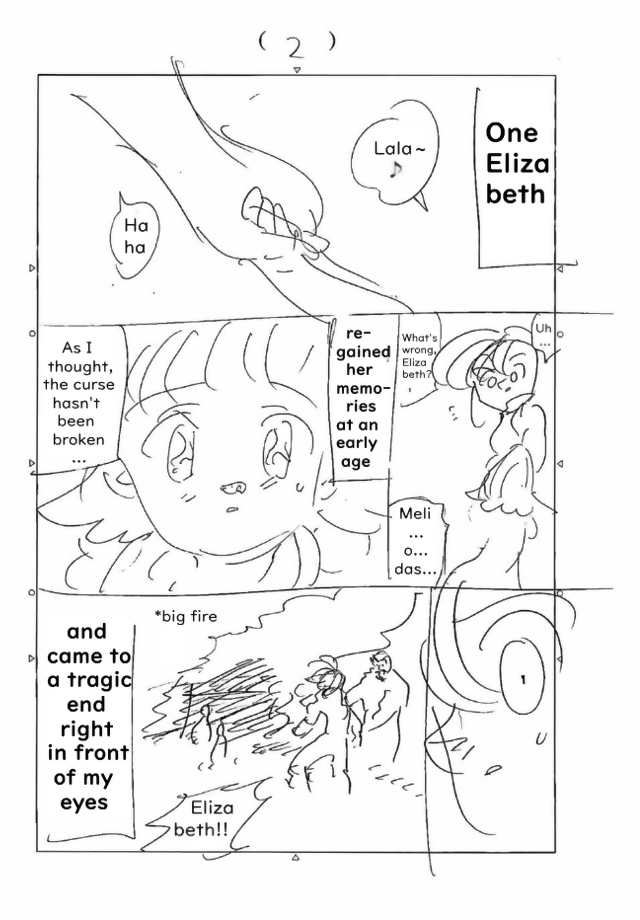 ( 2 )
One
Eliza
beth
Lala~
♪
Ha
ha
Uh
...
What's
wrong,
Eliza
beth?
Meli
...
o...
das...
re-
gained
her
memo-
ries
at an
early
age
As I
thought,
the curse
hasn't
been
broken
...
*big fire
Eliza
beth!!
and
came to
a tragic
end
right
in front
of my
eyes